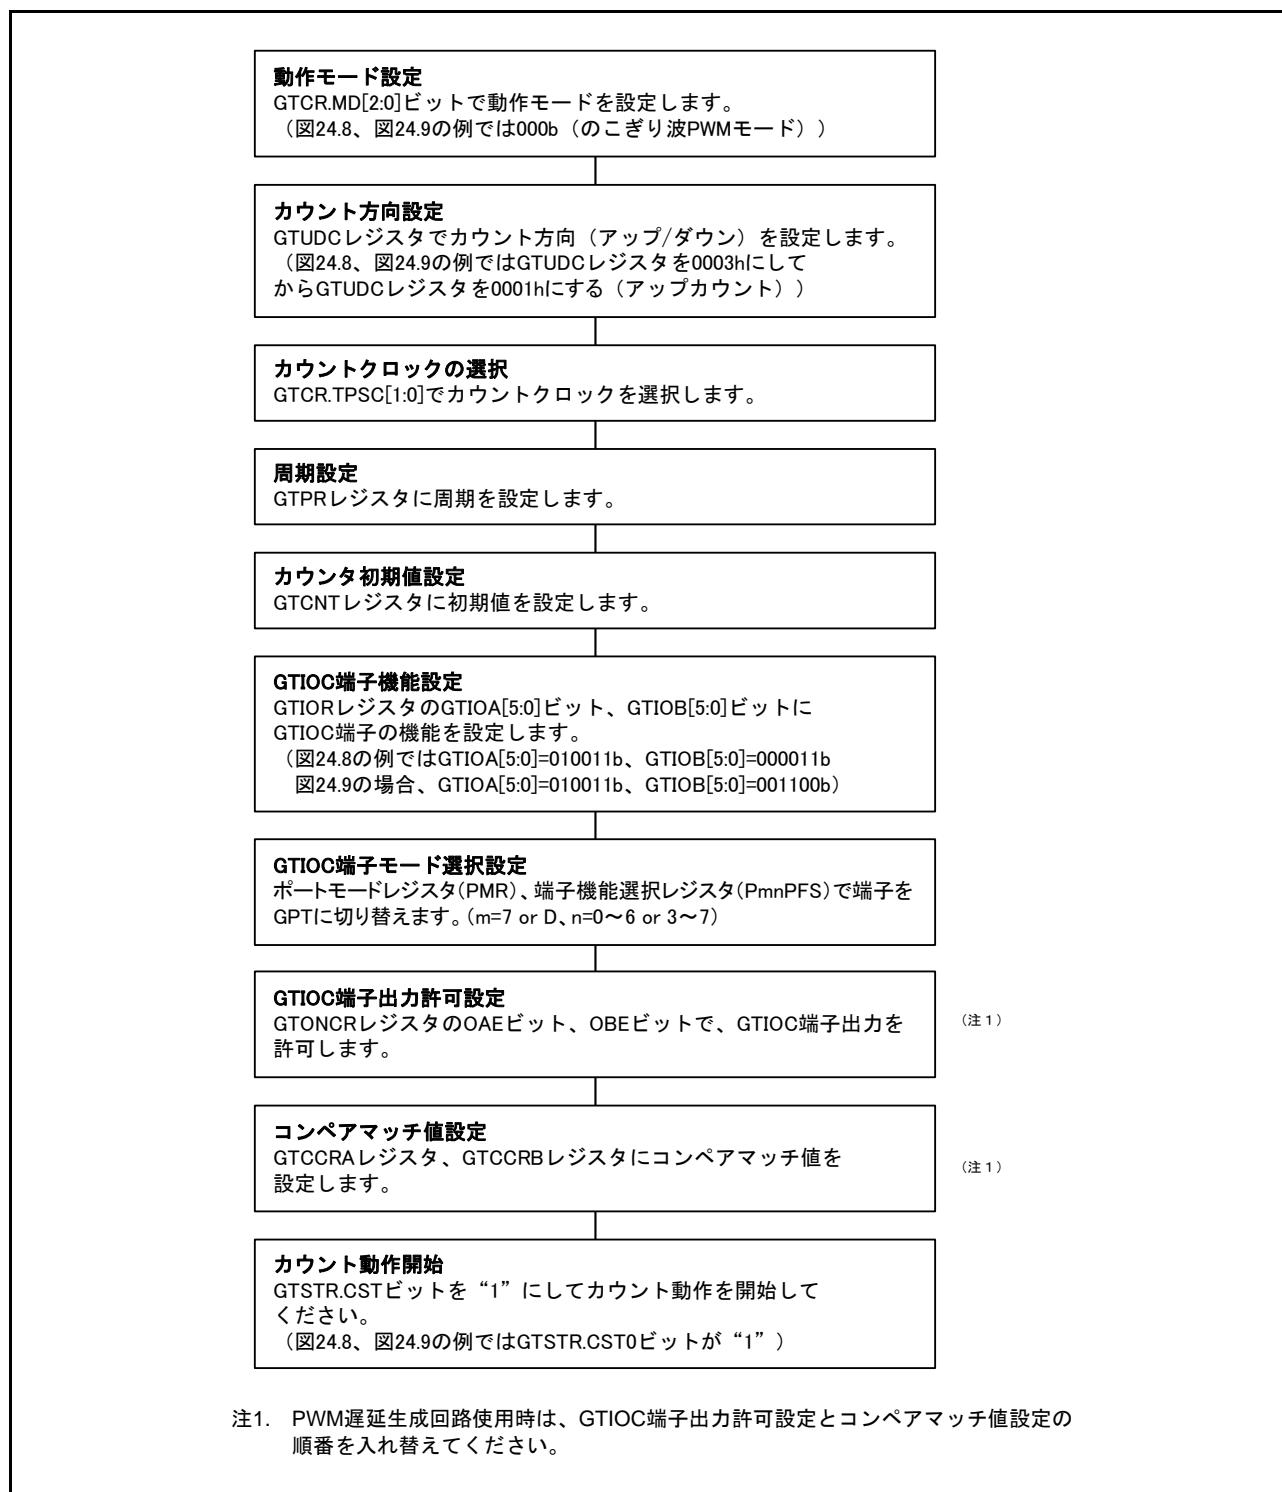 動作モード設定
GTCR.MD[2:0]ビットで動作モードを設定します。
（図24.8、図24.9の例では000b（のこぎり波PWMモード））
カウント方向設定
GTUDCレジスタでカウント方向（アップ/ダウン）を設定します。
（図24.8、図24.9の例ではGTUDCレジスタを0003hにして
からGTUDCレジスタを0001hにする（アップカウント））
カウントクロックの選択
GTCR.TPSC[1:0]でカウントクロックを選択します。
周期設定
GTPRレジスタに周期を設定します。
カウンタ初期値設定
GTCNTレジスタに初期値を設定します。
GTIOC端子機能設定
GTIORレジスタのGTIOA[5:0]ビット、GTIOB[5:0]ビットに
GTIOC端子の機能を設定します。
（図24.8の例ではGTIOA[5:0]=010011b、GTIOB[5:0]=000011b
図24.9の場合、GTIOA[5:0]=010011b、GTIOB[5:0]=001100b）
GTIOC端子モード選択設定
ポートモードレジスタ(PMR)、端子機能選択レジスタ(PmnPFS)で端子を
GPTに切り替えます。(m=7 or D、n=0～6 or 3～7)
GTIOC端子出力許可設定
GTONCRレジスタのOAEビット、OBEビットで、GTIOC端子出力を
許可します。
（注１）
コンペアマッチ値設定
GTCCRAレジスタ、GTCCRBレジスタにコンペアマッチ値を
設定します。
（注１）
カウント動作開始
GTSTR.CSTビットを“1”にしてカウント動作を開始して
ください。
（図24.8、図24.9の例ではGTSTR.CST0ビットが“1”）
注1. PWM遅延生成回路使用時は、GTIOC端子出力許可設定とコンペアマッチ値設定の
順番を入れ替えてください。